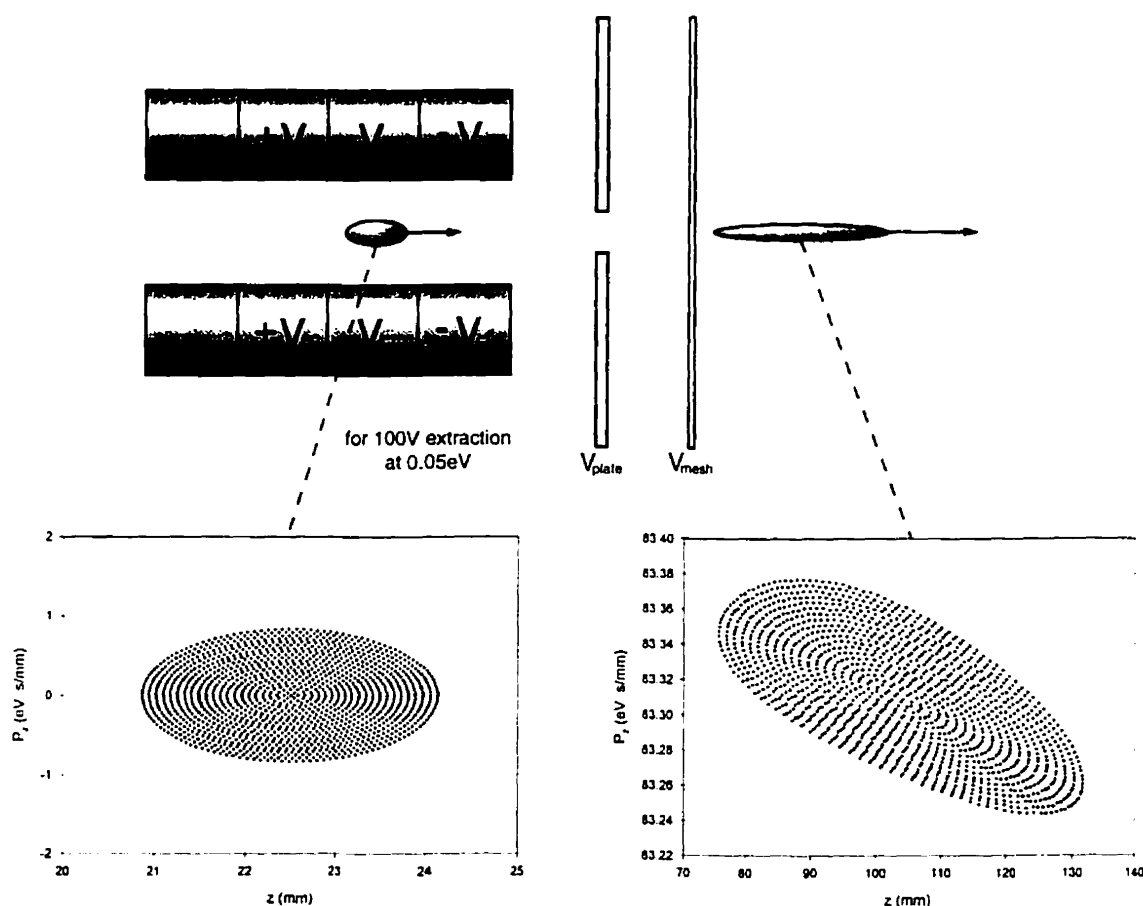 +V V -V
+V V -V
for 100V extraction
at 0.05eV
V_plate V_mesh
2
1
0
-1
-2
P_z (eV s/mm)
20 21 22 23 24 25
z (mm)
83.40
83.38
83.36
83.34
83.32
83.30
83.28
83.26
83.24
83.22
P_z (eV s/mm)
70 80 90 100 110 120 130 140
z (mm)